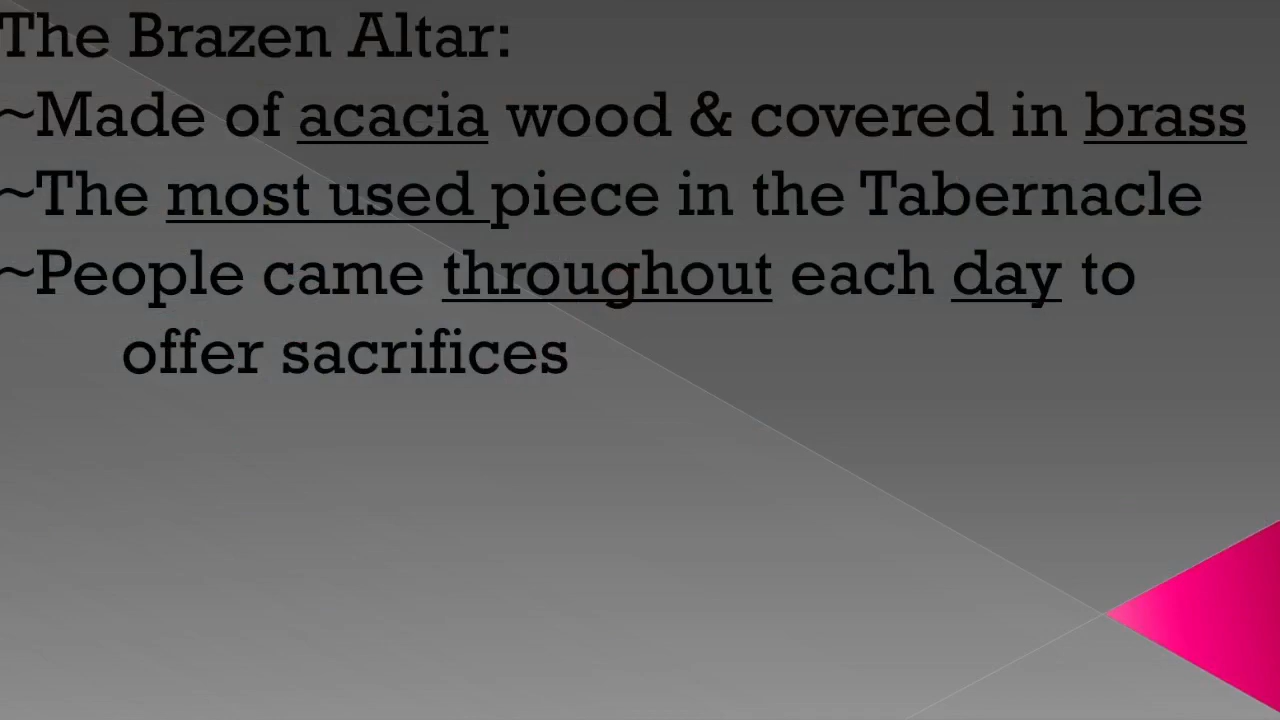 The Brazen Altar:
~Made of acacia wood & covered in brass
~The most used piece in the Tabernacle
~People came throughout each day to
offer sacrifices